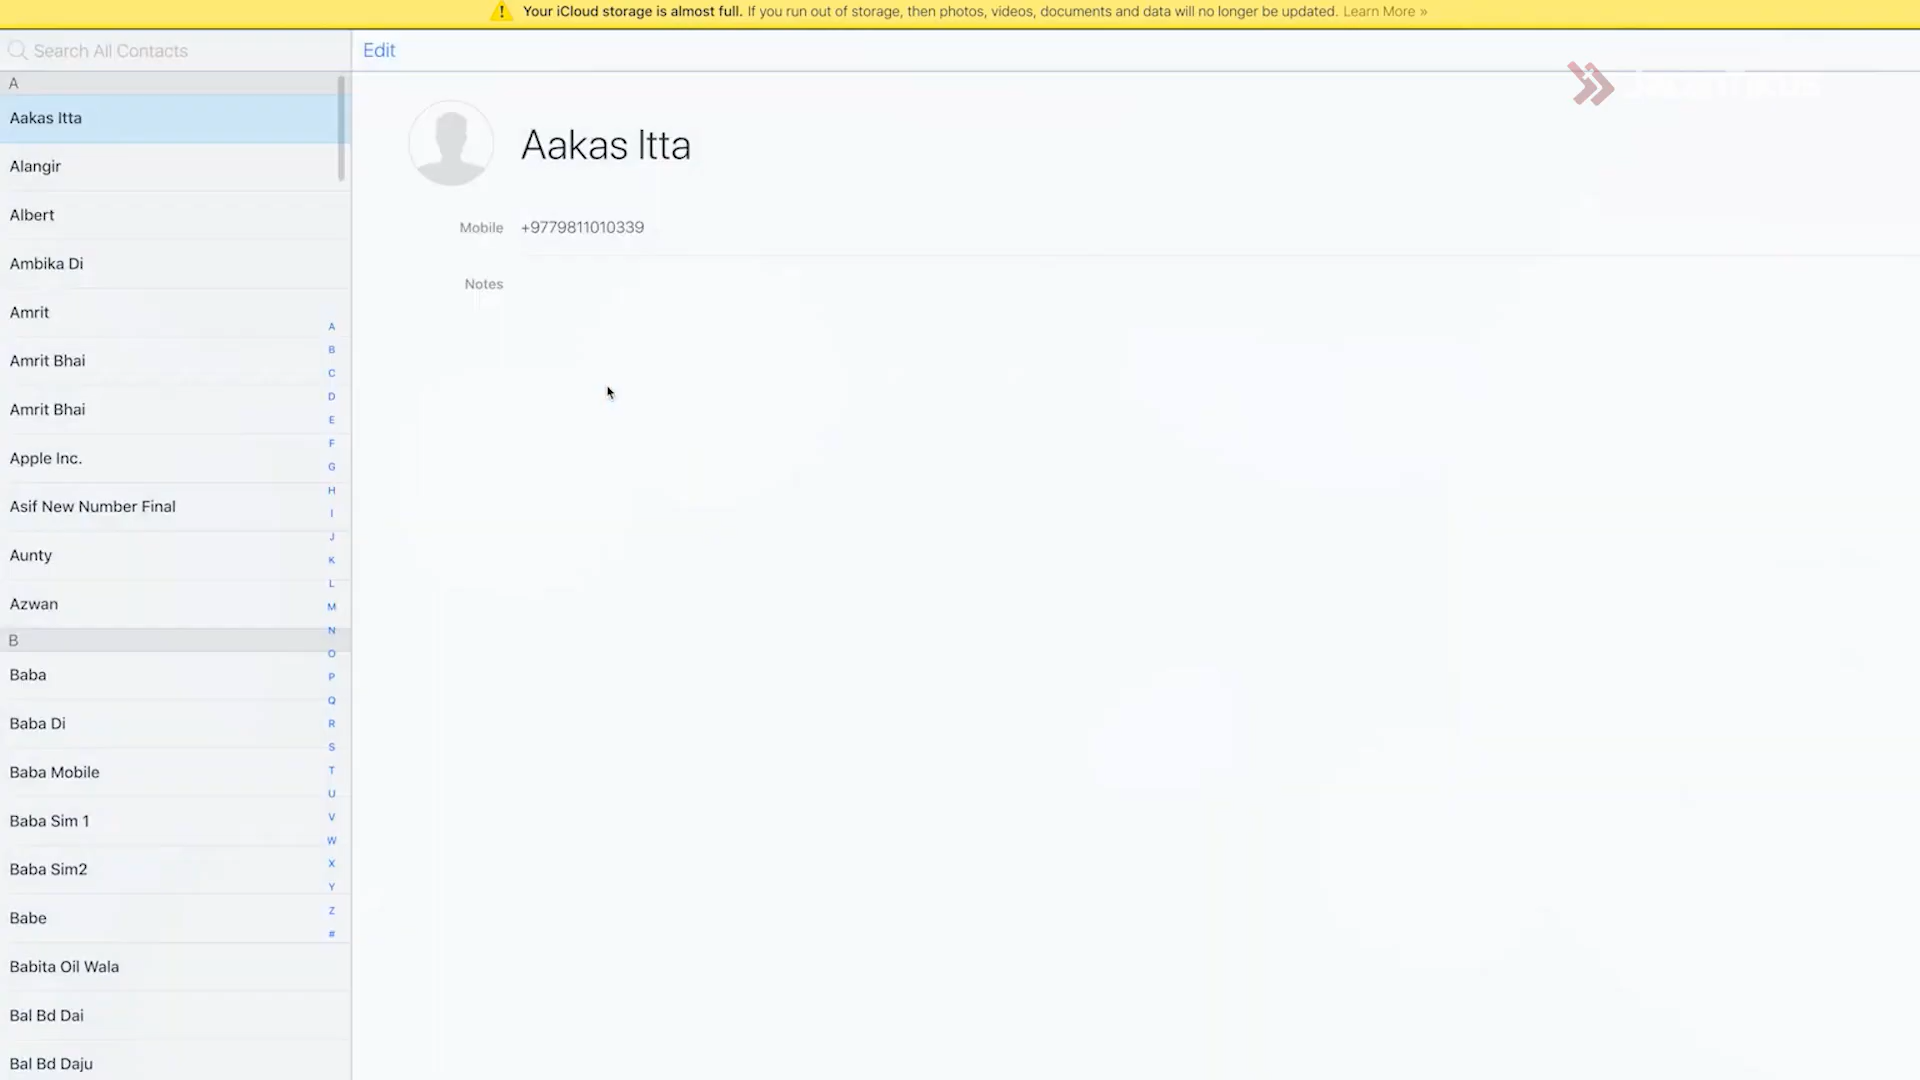 Your iCloud storage is almost full. If you run out of storage, then photos, videos, documents and data will no longer be updated. Learn More »
Search All Contacts
Edit
A
Aakas Itta
Alangir
Albert
Ambika Di
Amrit
Amrit Bhai
Amrit Bhai
Apple Inc.
Asif New Number Final
Aunty
Azwan
B
Baba
Baba Di
Baba Mobile
Baba Sim 1
Baba Sim2
Babe
Babita Oil Wala
Bal Bd Dai
Bal Bd Daju
A
B
C
D
E
F
G
H
I
J
K
L
M
N
O
P
Q
R
S
T
U
V
W
X
Y
Z
#
Aakas Itta
Mobile +9779811010339
Notes